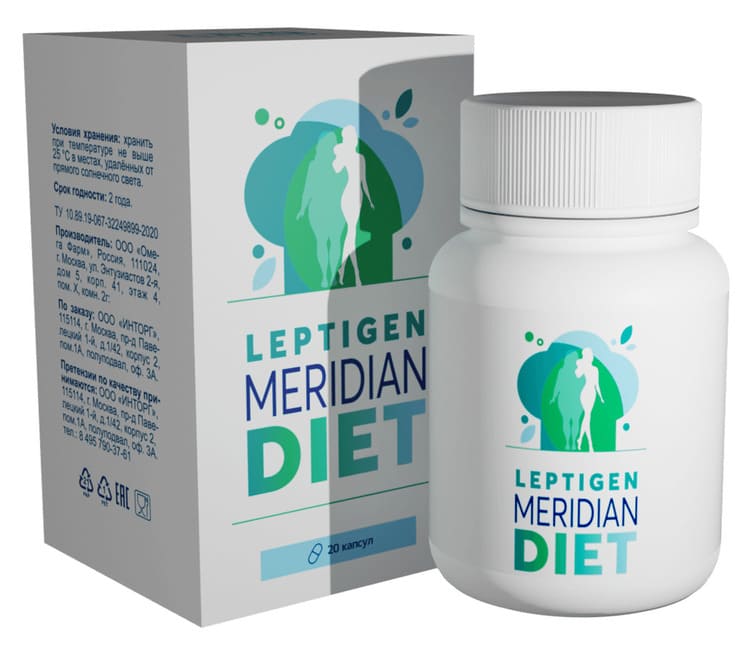 Условия хранения: хранить
при температуре не выше
25 °С в местах, удалённых от
прямого солнечного света.
Срок годности: 2 года.
ТУ 10.89.19-067-32249899-2020
Производитель: ООО «Оме-
га Фарм», Россия, 111024,
г. Москва, ул. Энтузиастов 2-я,
дом 5, корп. 41, этаж 4,
пом. X, комн. 2г.
По заказу: ООО «ИНТОРГ»,
115114, г. Москва, пр-д Паве-
лецкий 1-й, д.1/42, корпус 2,
пом.1А, полуподвал, оф. 3А.
Претензии по качеству при-
нимаются: ООО «ИНТОРГ»,
115114, г. Москва, пр-д Паве-
лецкий 1-й, д.1/42, корпус 2,
пом.1А, полуподвал, оф. 3А.
тел.: 8 495 790-37-61
EAC
LEPTIGEN
MERIDIAN
DIET
20 капсул
LEPTIGEN
MERIDIAN
DIET